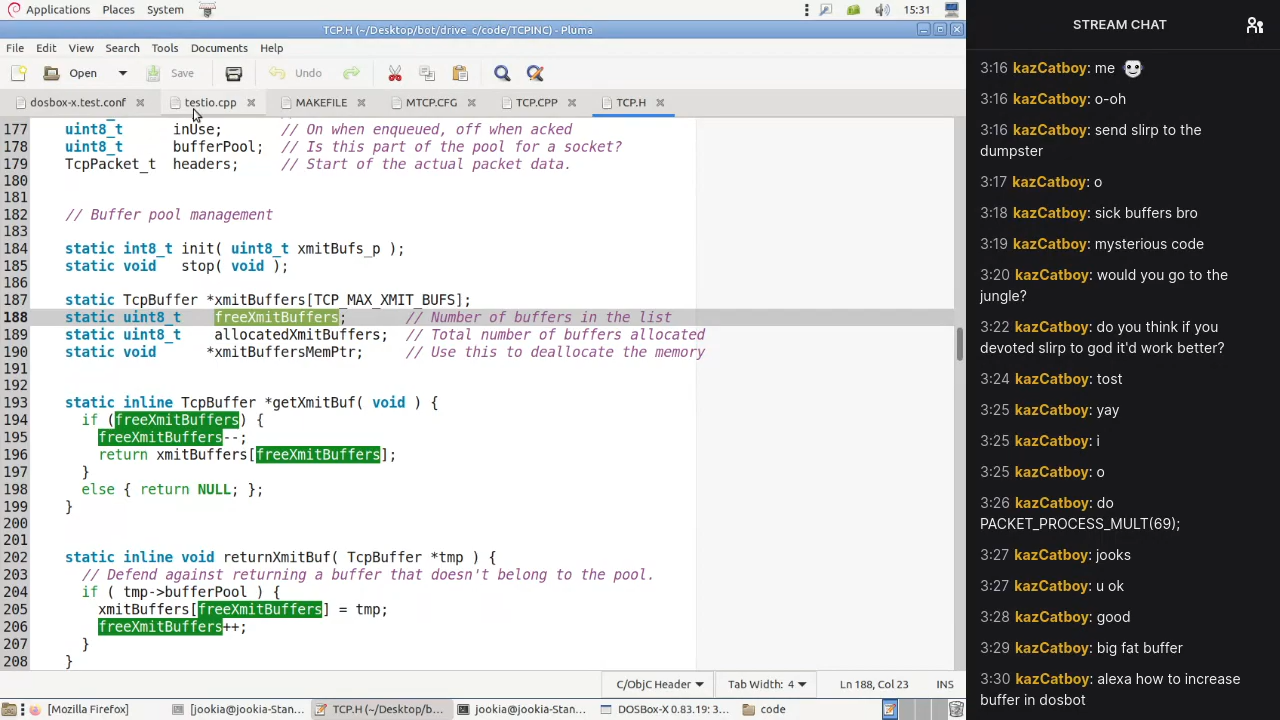 Applications Places System 15:31
TCP.H (~/Desktop/bot/drive_c/code/TCPINC) - Pluma
File Edit View Search Tools Documents Help
Open Save Undo
dosbox-x.test.conf testio.cpp MAKEFILE MTCP.CFG TCP.CPP TCP.H
177 uint8_t inUse; // On when enqueued, off when acked
178 uint8_t bufferPool; // Is this part of the pool for a socket?
179 TcpPacket_t headers; // Start of the actual packet data.
180
181
182 // Buffer pool management
183
184 static int8_t init( uint8_t xmitBufs_p );
185 static void stop( void );
186
187 static TcpBuffer *xmitBuffers[TCP_MAX_XMIT_BUFS];
188 static uint8_t freeXmitBuffers; // Number of buffers in the list
189 static uint8_t allocatedXmitBuffers; // Total number of buffers allocated
190 static void *xmitBuffersMemPtr; // Use this to deallocate the memory
191
192
193 static inline TcpBuffer *getXmitBuf( void ) {
194 if (freeXmitBuffers) {
195 freeXmitBuffers--;
196 return xmitBuffers[freeXmitBuffers];
197 }
198 else { return NULL; };
199 }
200
201
202 static inline void returnXmitBuf( TcpBuffer *tmp ) {
203 // Defend against returning a buffer that doesn't belong to the pool.
204 if ( tmp->bufferPool ) {
205 xmitBuffers[freeXmitBuffers] = tmp;
206 freeXmitBuffers++;
207 }
208 }
C/ObjC Header Tab Width: 4 Ln 188, Col 23 INS
[Mozilla Firefox] [jookia@jookia-Stan... TCP.H (~/Desktop/b... jookia@jookia-Stan... DOSBox-X 0.83.19: 3... code
STREAM CHAT
3:16 kazCatboy: me
3:16 kazCatboy: o-oh
3:16 kazCatboy: send slirp to the
dumpster
3:17 kazCatboy: o
3:18 kazCatboy: sick buffers bro
3:19 kazCatboy: mysterious code
3:20 kazCatboy: would you go to the
jungle?
3:22 kazCatboy: do you think if you
devoted slirp to god it'd work better?
3:24 kazCatboy: tost
3:25 kazCatboy: yay
3:25 kazCatboy: i
3:25 kazCatboy: o
3:26 kazCatboy: do
PACKET_PROCESS_MULT(69);
3:27 kazCatboy: jooks
3:27 kazCatboy: u ok
3:28 kazCatboy: good
3:29 kazCatboy: big fat buffer
3:30 kazCatboy: alexa how to increase
buffer in dosbot